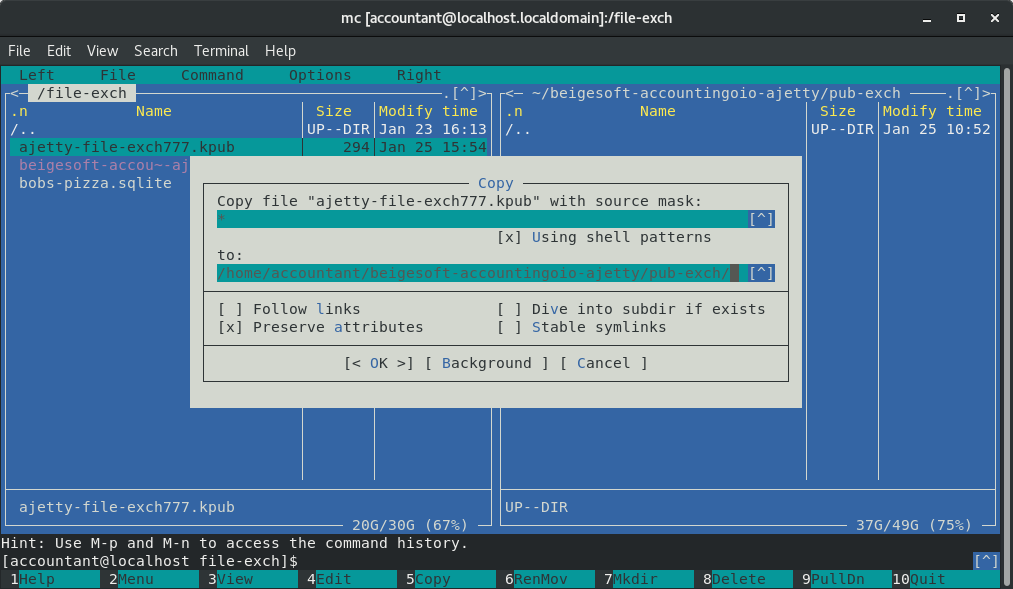 mc [accountant@localhost.localdomain]:/file-exch
File Edit View Search Terminal Help
Left File Command Options Right
<─ /file-exch ─.[^]>
<─ ~/beigesoft-accountingoio-ajetty/pub-exch ─.[^]>
.n Name Size Modify time .n Name Size Modify time
/.. UP--DIR Jan 23 16:13 /.. UP--DIR Jan 25 10:52
ajetty-file-exch777.kpub 294 Jan 25 15:54
beigesoft-accou~-aj
bobs-pizza.sqlite
Copy
Copy file "ajetty-file-exch777.kpub" with source mask:
* [^]
[x] Using shell patterns
to:
/home/accountant/beigesoft-accountingoio-ajetty/pub-exch/ [^]
[ ] Follow links [ ] Dive into subdir if exists
[x] Preserve attributes [ ] Stable symlinks
[< OK >] [ Background ] [ Cancel ]
ajetty-file-exch777.kpub UP--DIR
20G/30G (67%) 37G/49G (75%)
Hint: Use M-p and M-n to access the command history.
[accountant@localhost file-exch]$ [^]
1Help 2Menu 3View 4Edit 5Copy 6RenMov 7Mkdir 8Delete 9PullDn 10Quit